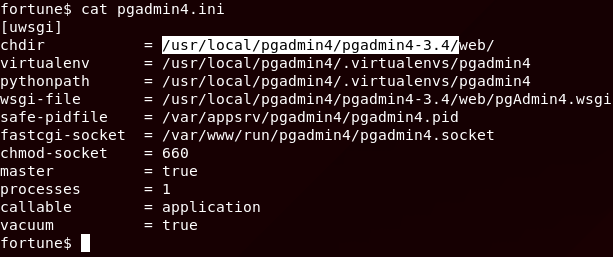 fortune$ cat pgadmin4.ini
[uwsgi]
chdir           = /usr/local/pgadmin4/pgadmin4-3.4/web/
virtualenv      = /usr/local/pgadmin4/.virtualenvs/pgadmin4
pythonpath      = /usr/local/pgadmin4/.virtualenvs/pgadmin4
wsgi-file       = /usr/local/pgadmin4/pgadmin4-3.4/web/pgAdmin4.wsgi
safe-pidfile    = /var/appsrv/pgadmin4/pgadmin4.pid
fastcgi-socket  = /var/www/run/pgadmin4/pgadmin4.socket
chmod-socket    = 660
master          = true
processes       = 1
callable        = application
vacuum          = true
fortune$